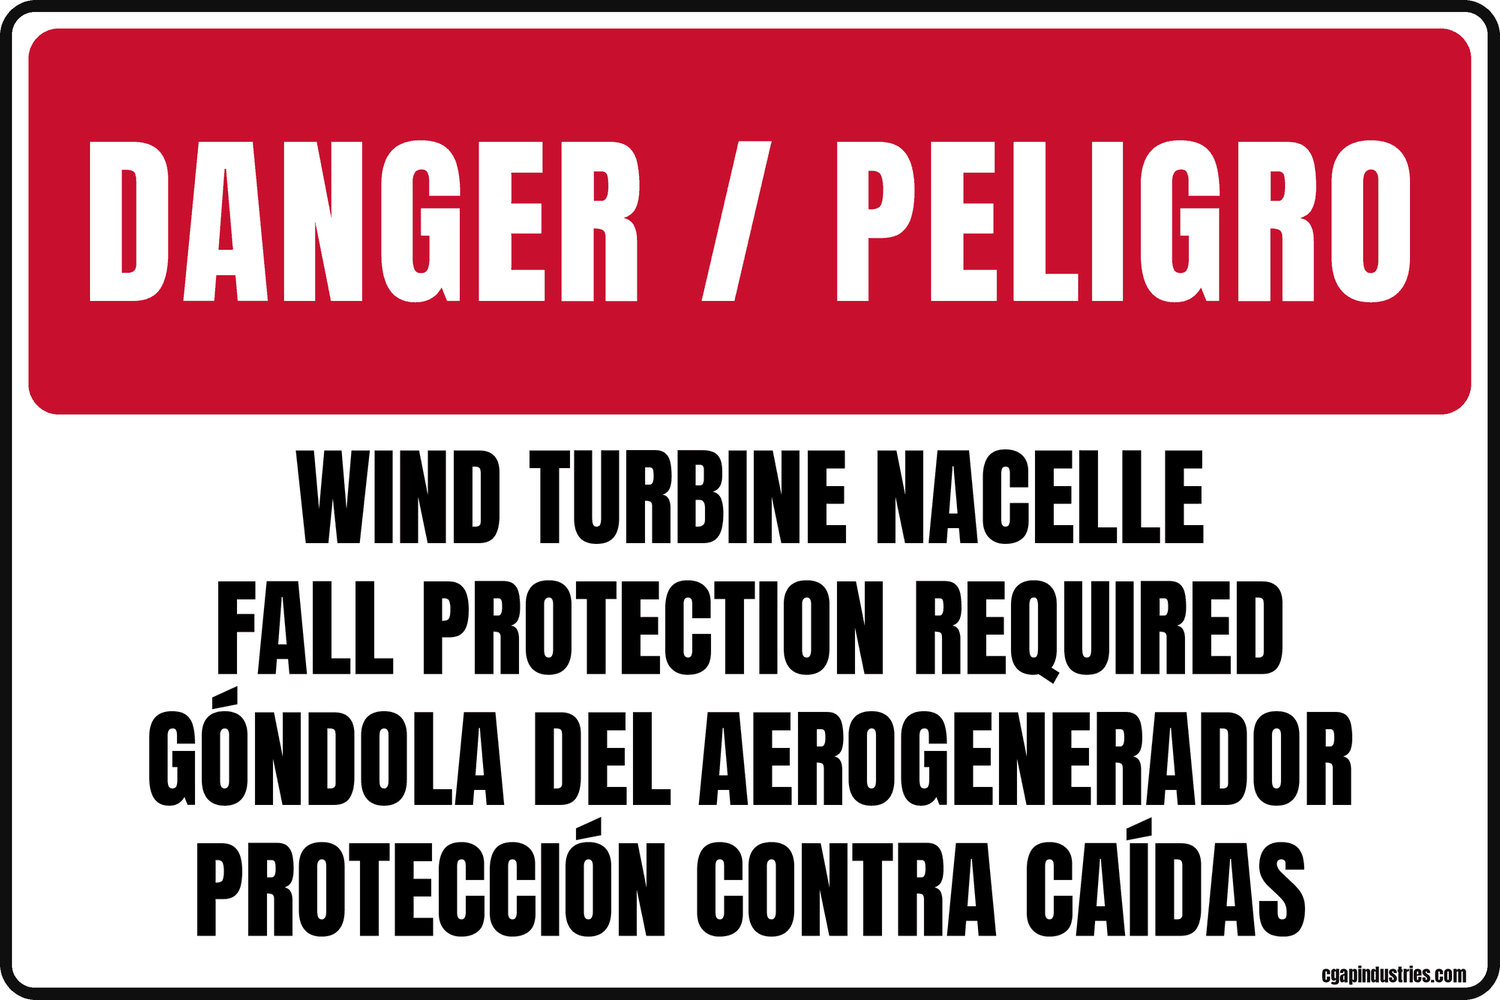 DANGER / PELIGRO
WIND TURBINE NACELLE
FALL PROTECTION REQUIRED
GÓNDOLA DEL AEROGENERADOR
PROTECCIÓN CONTRA CAÍDAS
cgapindustries.com